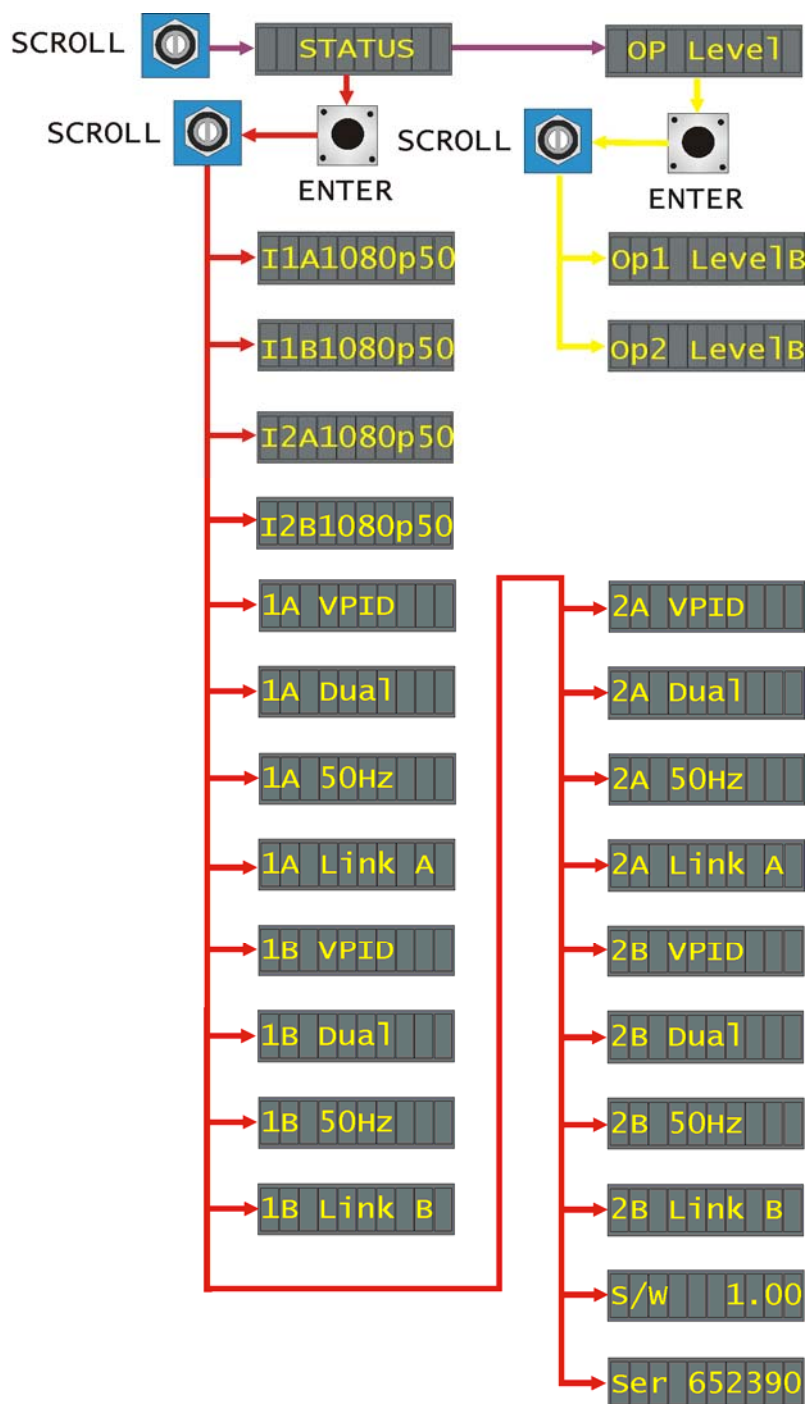 SCROLL
STATUS
OP Level
SCROLL
ENTER
SCROLL
ENTER
I1A1080p50
I1B1080p50
I2A1080p50
I2B1080p50
1A VPID
1A Dual
1A 50Hz
1A Link A
1B VPID
1B Dual
1B 50Hz
1B Link B
Op1 LevelB
Op2 LevelB
2A VPID
2A Dual
2A 50Hz
2A Link A
2B VPID
2B Dual
2B 50Hz
2B Link B
S/W 1.00
Ser 652390